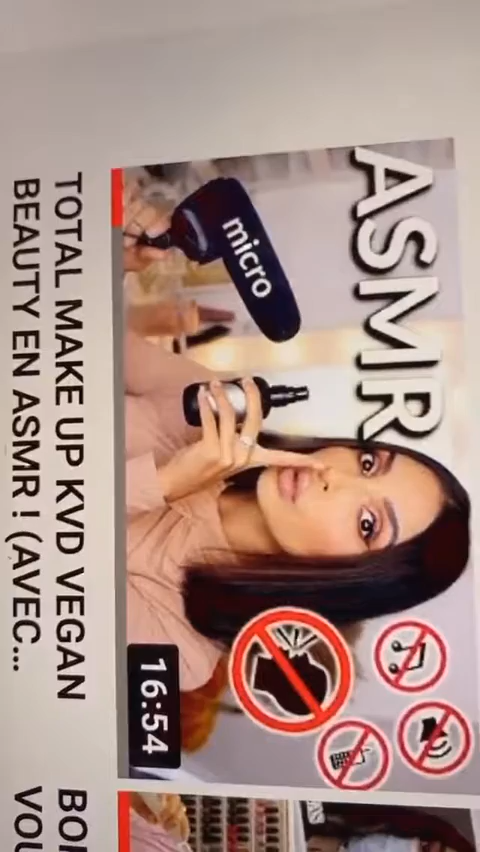 ASMR
micro
16:54
TOTAL MAKE UP KVD VEGAN
BEAUTY EN ASMR ! (AVEC...